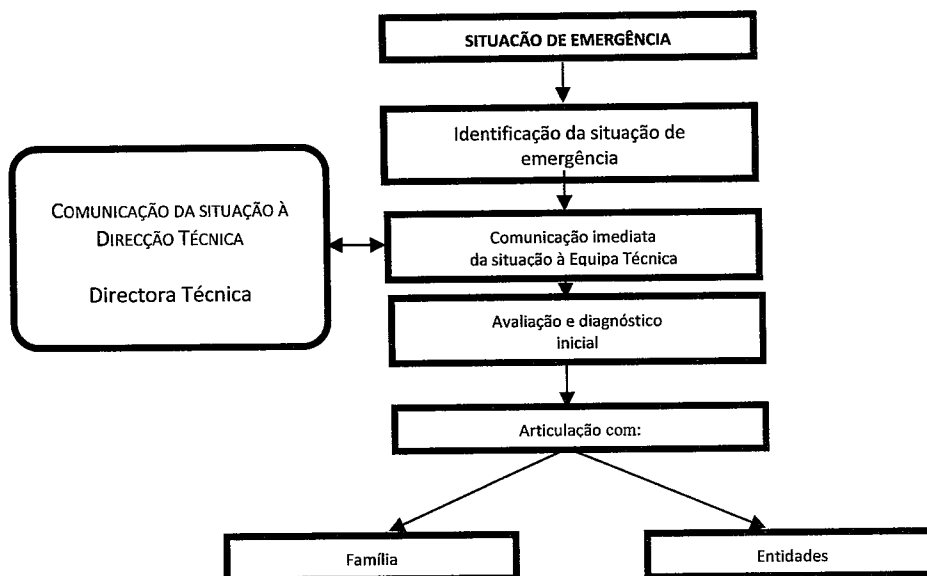 SITUACÃO DE EMERGÊNCIA
Identificação da situação de
emergência
COMUNICAÇÃO DA SITUAÇÃO À
DIRECÇÃO TÉCNICA
Directora Técnica
Comunicação imediata
da situação à Equipa Técnica
Avaliação e diagnóstico
inicial
Articulação com:
Família
Entidades